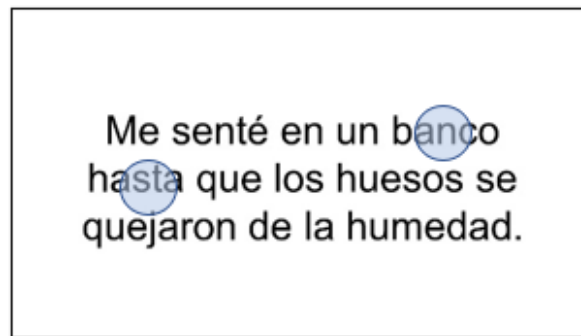 Me senté en un banco
hasta que los huesos se
quejaron de la humedad.